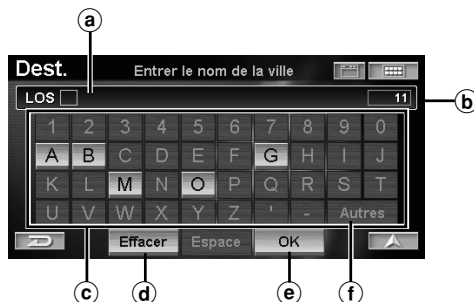 a
Dest. Entrer le nom de la ville
LOS 11
b
1 2 3 4 5 6 7 8 9 0
A B C D E F G H I J
K L M N O P Q R S T
U V W X Y Z ' - Autres
Effacer Espace OK
c d e f